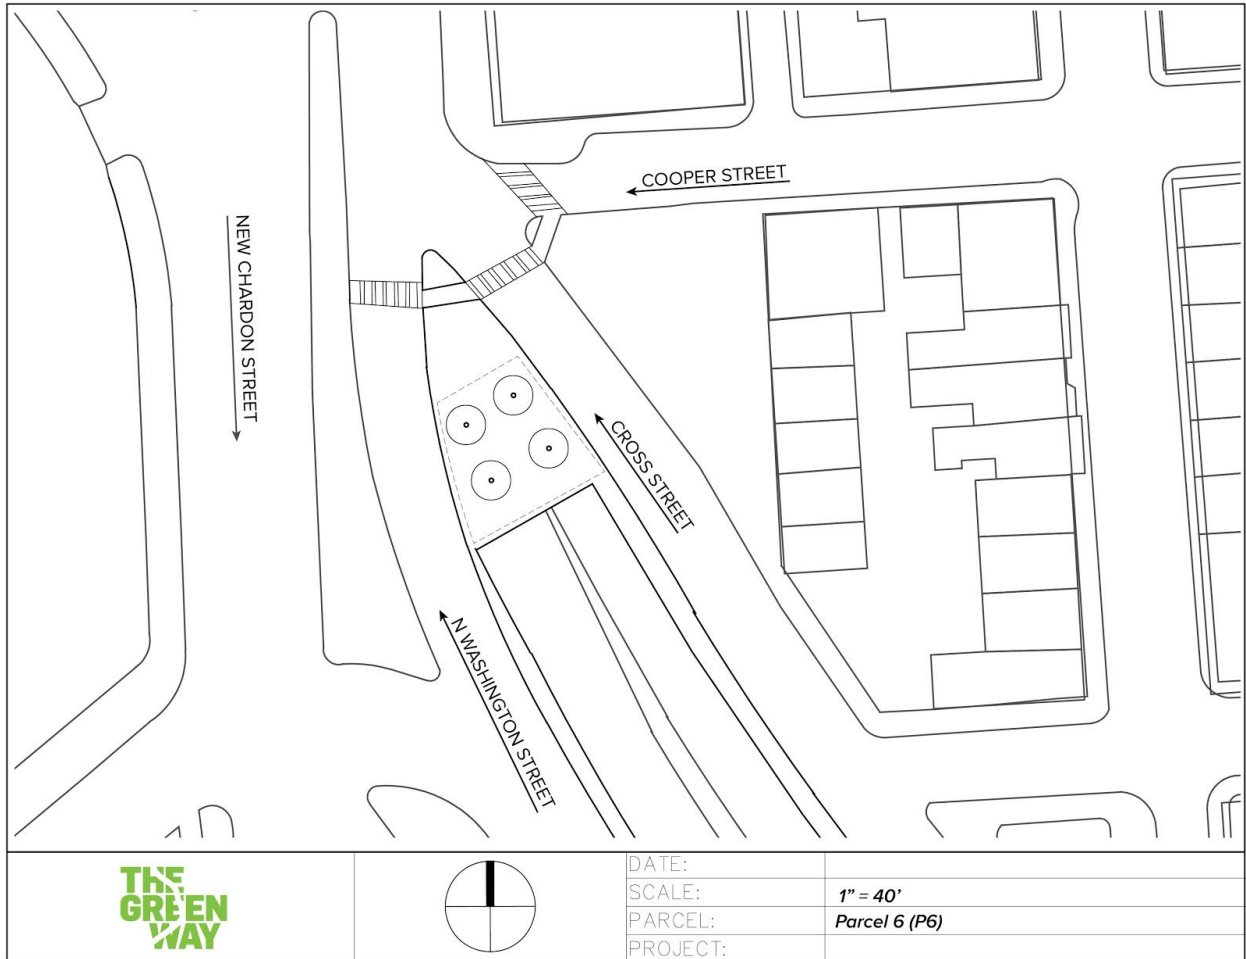 COOPER STREET
NEW CHARDON STREET
CROSS STREET
N WASHINGTON STREET
THE
GREEN
WAY
DATE:
SCALE: 1” = 40’
PARCEL: Parcel 6 (P6)
PROJECT: